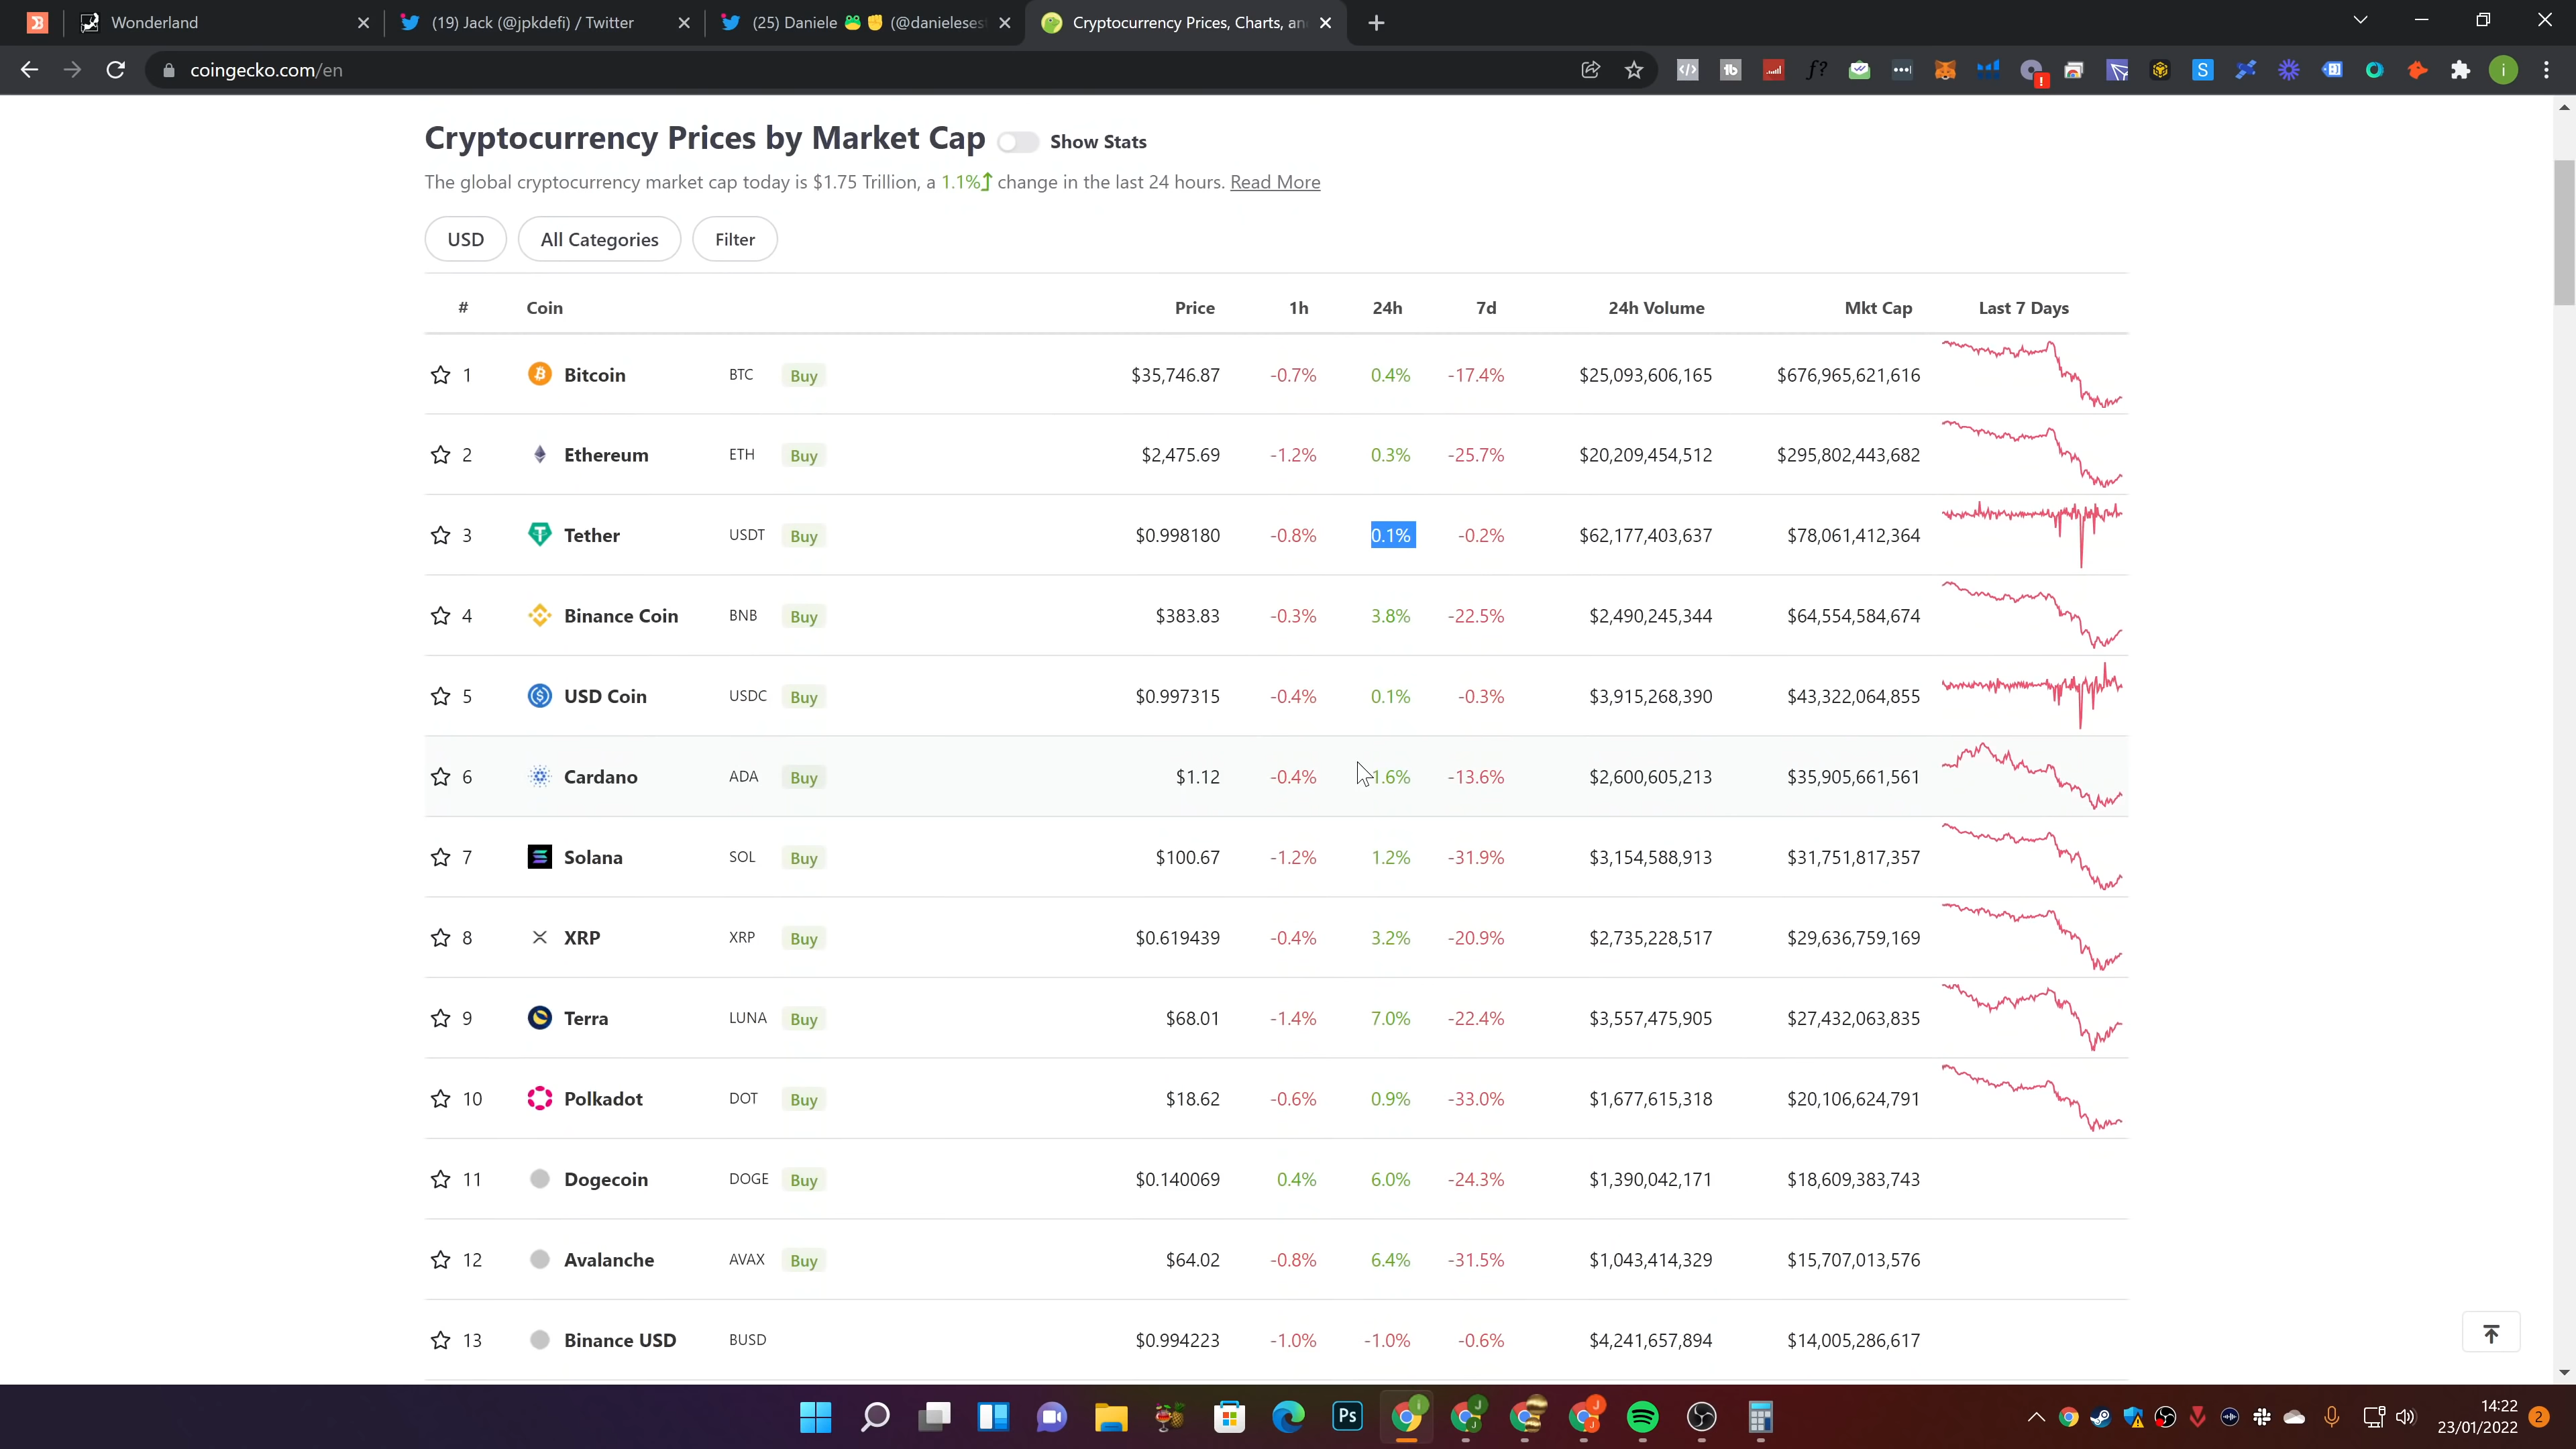 Wonderland
(19) Jack (@jpkdefi) / Twitter
(25) Daniele 🐸✊ (@danielesest
Cryptocurrency Prices, Charts, an
coingecko.com/en
Cryptocurrency Prices by Market Cap Show Stats
The global cryptocurrency market cap today is $1.75 Trillion, a 1.1% change in the last 24 hours. Read More
USD All Categories Filter
# Coin Price 1h 24h 7d 24h Volume Mkt Cap Last 7 Days
1 Bitcoin BTC Buy $35,746.87 -0.7% 0.4% -17.4% $25,093,606,165 $676,965,621,616
2 Ethereum ETH Buy $2,475.69 -1.2% 0.3% -25.7% $20,209,454,512 $295,802,443,682
3 Tether USDT Buy $0.998180 -0.8% 0.1% -0.2% $62,177,403,637 $78,061,412,364
4 Binance Coin BNB Buy $383.83 -0.3% 3.8% -22.5% $2,490,245,344 $64,554,584,674
5 USD Coin USDC Buy $0.997315 -0.4% 0.1% -0.3% $3,915,268,390 $43,322,064,855
6 Cardano ADA Buy $1.12 -0.4% 1.6% -13.6% $2,600,605,213 $35,905,661,561
7 Solana SOL Buy $100.67 -1.2% 1.2% -31.9% $3,154,588,913 $31,751,817,357
8 XRP XRP Buy $0.619439 -0.4% 3.2% -20.9% $2,735,228,517 $29,636,759,169
9 Terra LUNA Buy $68.01 -1.4% 7.0% -22.4% $3,557,475,905 $27,432,063,835
10 Polkadot DOT Buy $18.62 -0.6% 0.9% -33.0% $1,677,615,318 $20,106,624,791
11 Dogecoin DOGE Buy $0.140069 0.4% 6.0% -24.3% $1,390,042,171 $18,609,383,743
12 Avalanche AVAX Buy $64.02 -0.8% 6.4% -31.5% $1,043,414,329 $15,707,013,576
13 Binance USD BUSD $0.994223 -1.0% -1.0% -0.6% $4,241,657,894 $14,005,286,617
Ps
14:22
23/01/2022
2